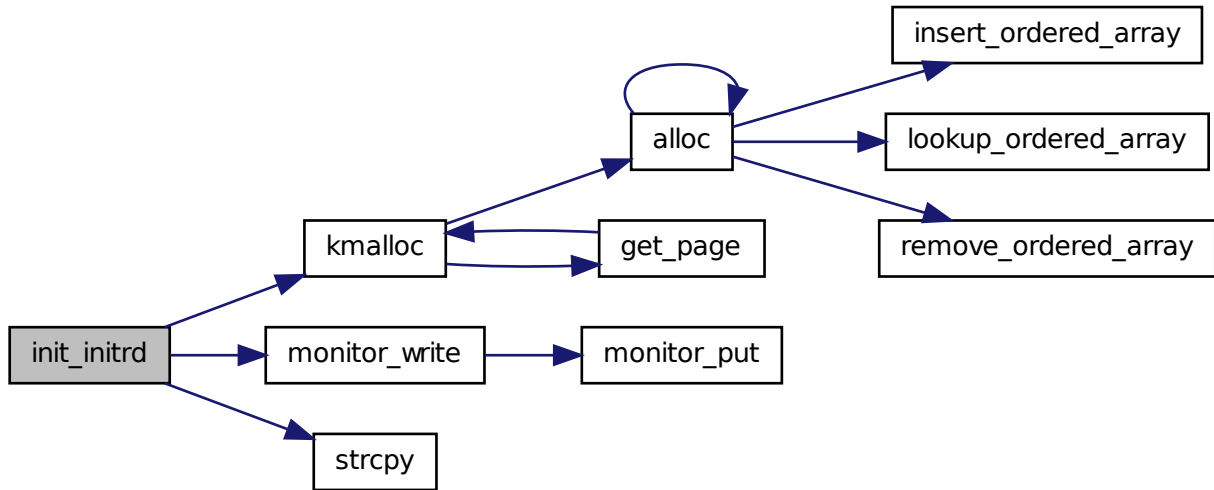 insert_ordered_array
alloc
lookup_ordered_array
kmalloc
get_page
remove_ordered_array
init_initrd
monitor_write
monitor_put
strcpy